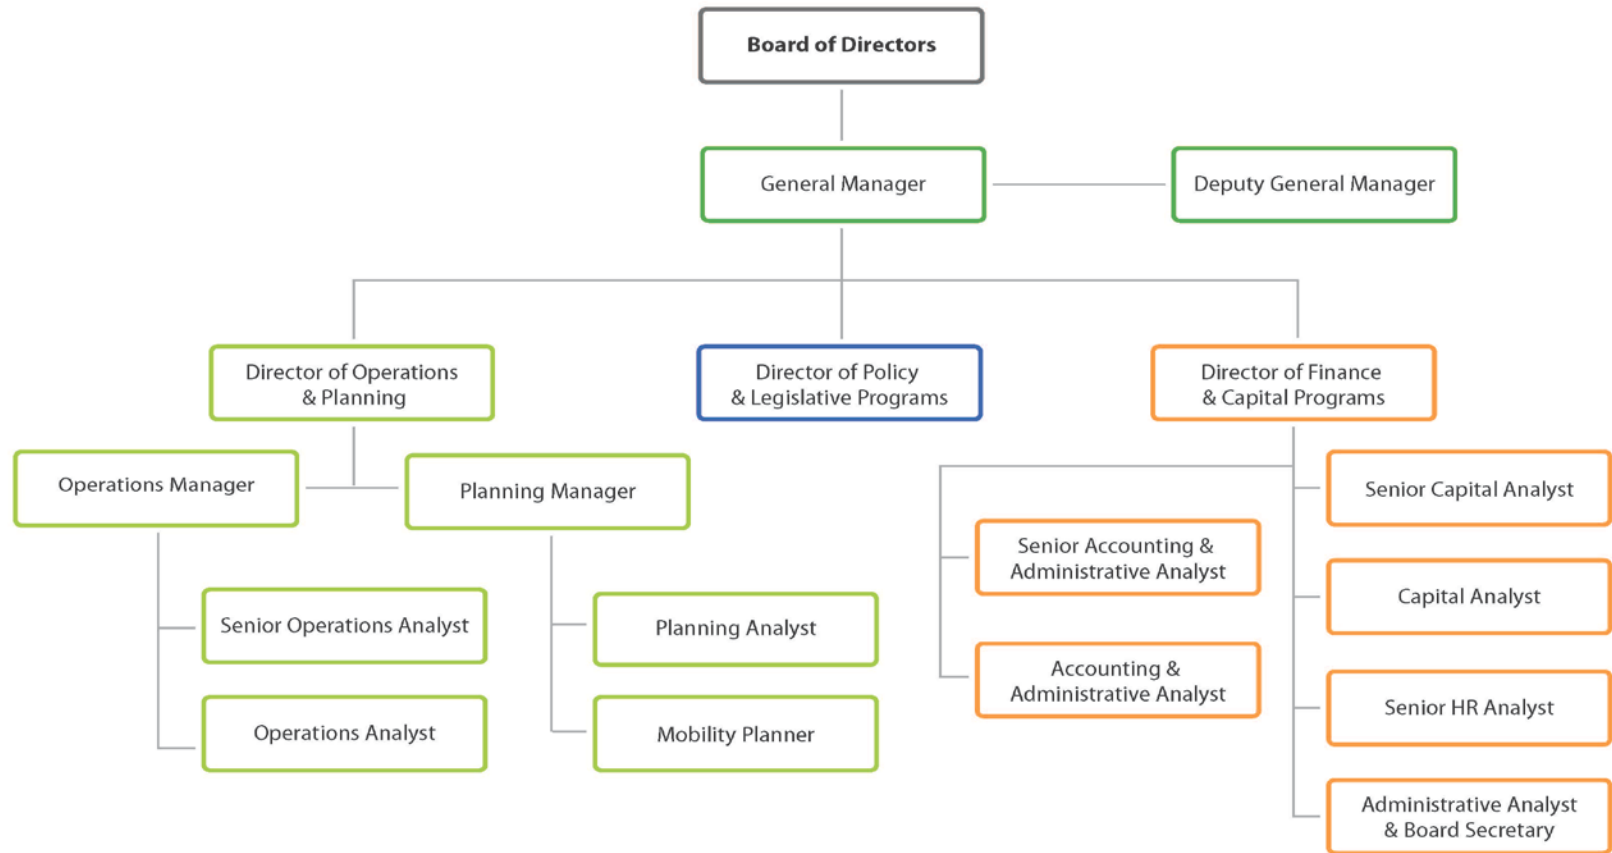 Board of Directors
General Manager
Deputy General Manager
Director of Operations
& Planning
Director of Policy
& Legislative Programs
Director of Finance
& Capital Programs
Operations Manager
Planning Manager
Senior Capital Analyst
Senior Accounting &
Administrative Analyst
Capital Analyst
Senior Operations Analyst
Planning Analyst
Accounting &
Administrative Analyst
Senior HR Analyst
Operations Analyst
Mobility Planner
Administrative Analyst
& Board Secretary